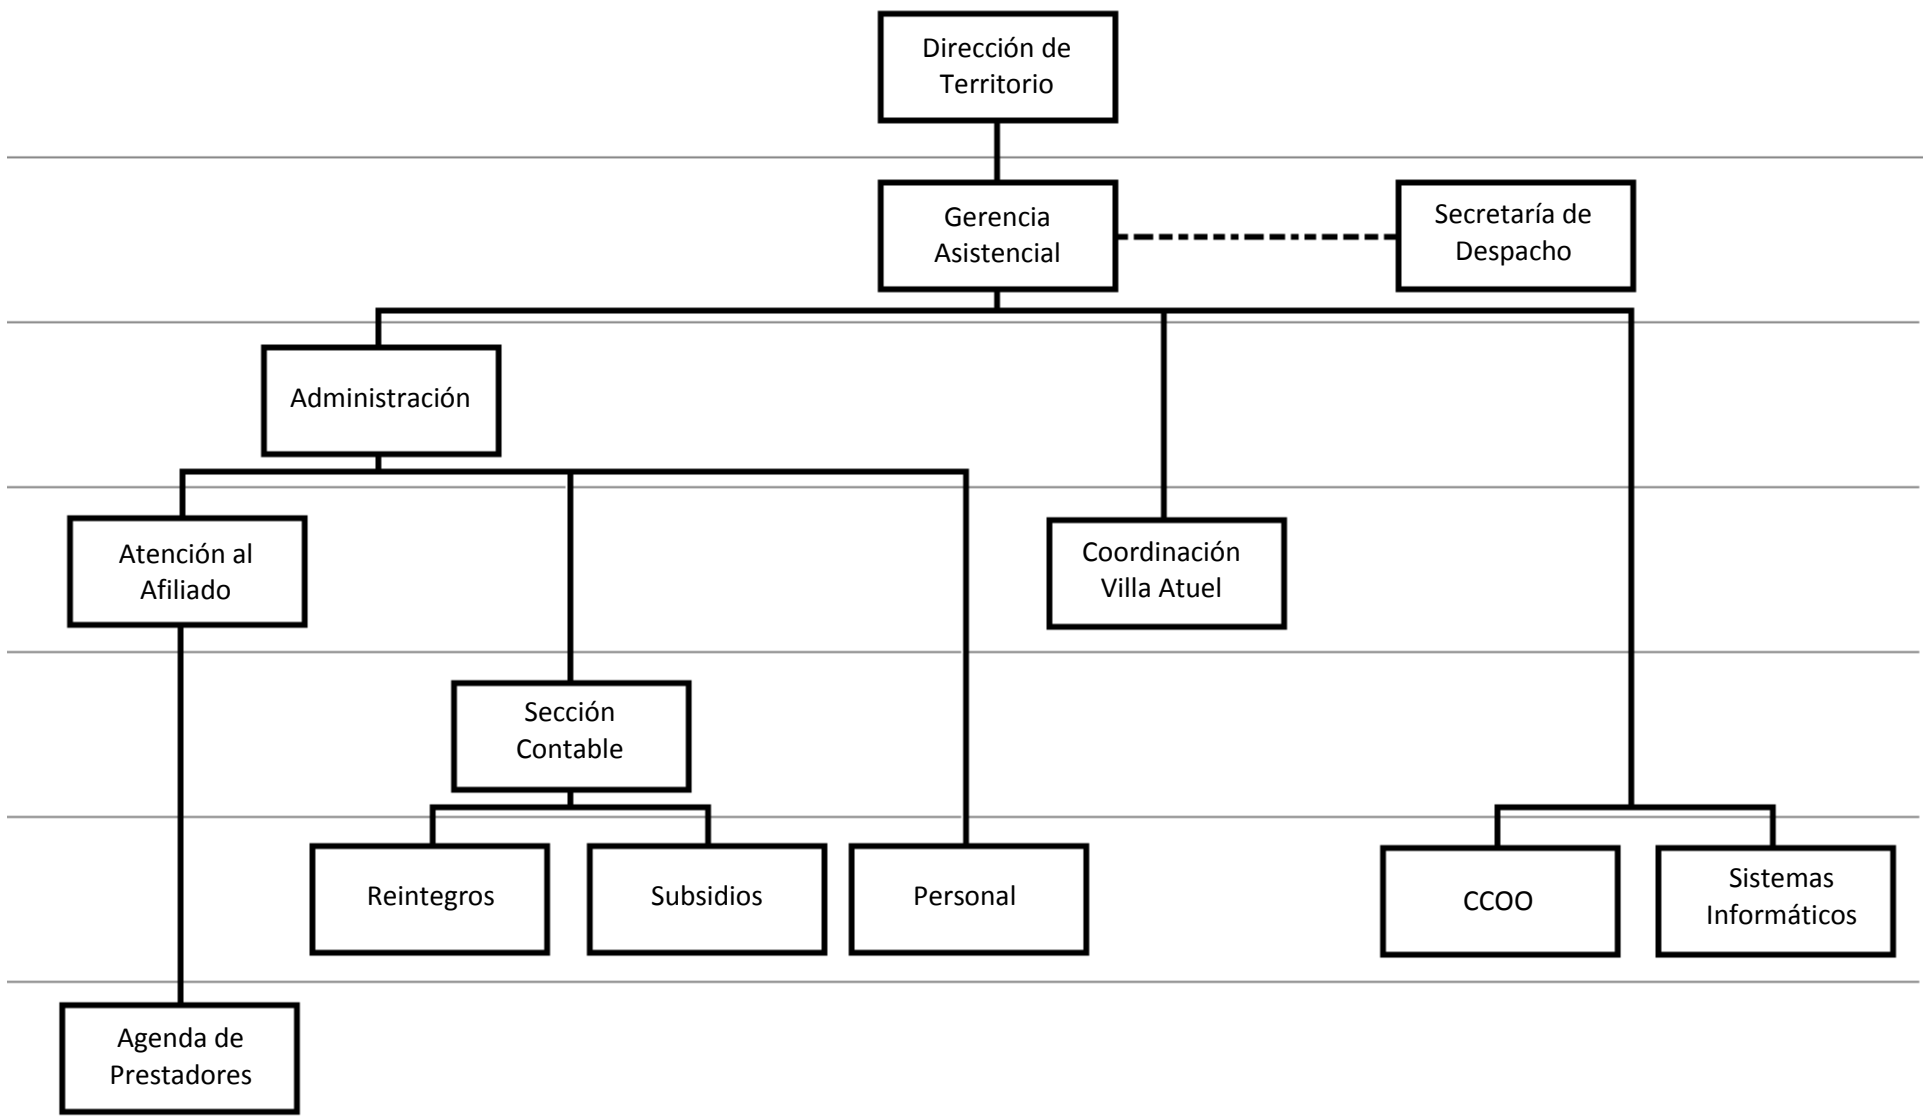 Dirección de
Territorio
Gerencia
Asistencial
Secretaría de
Despacho
Administración
Atención al
Afiliado
Coordinación
Villa Atuel
Sección
Contable
Reintegros
Subsidios
Personal
CCOO
Sistemas
Informáticos
Agenda de
Prestadores